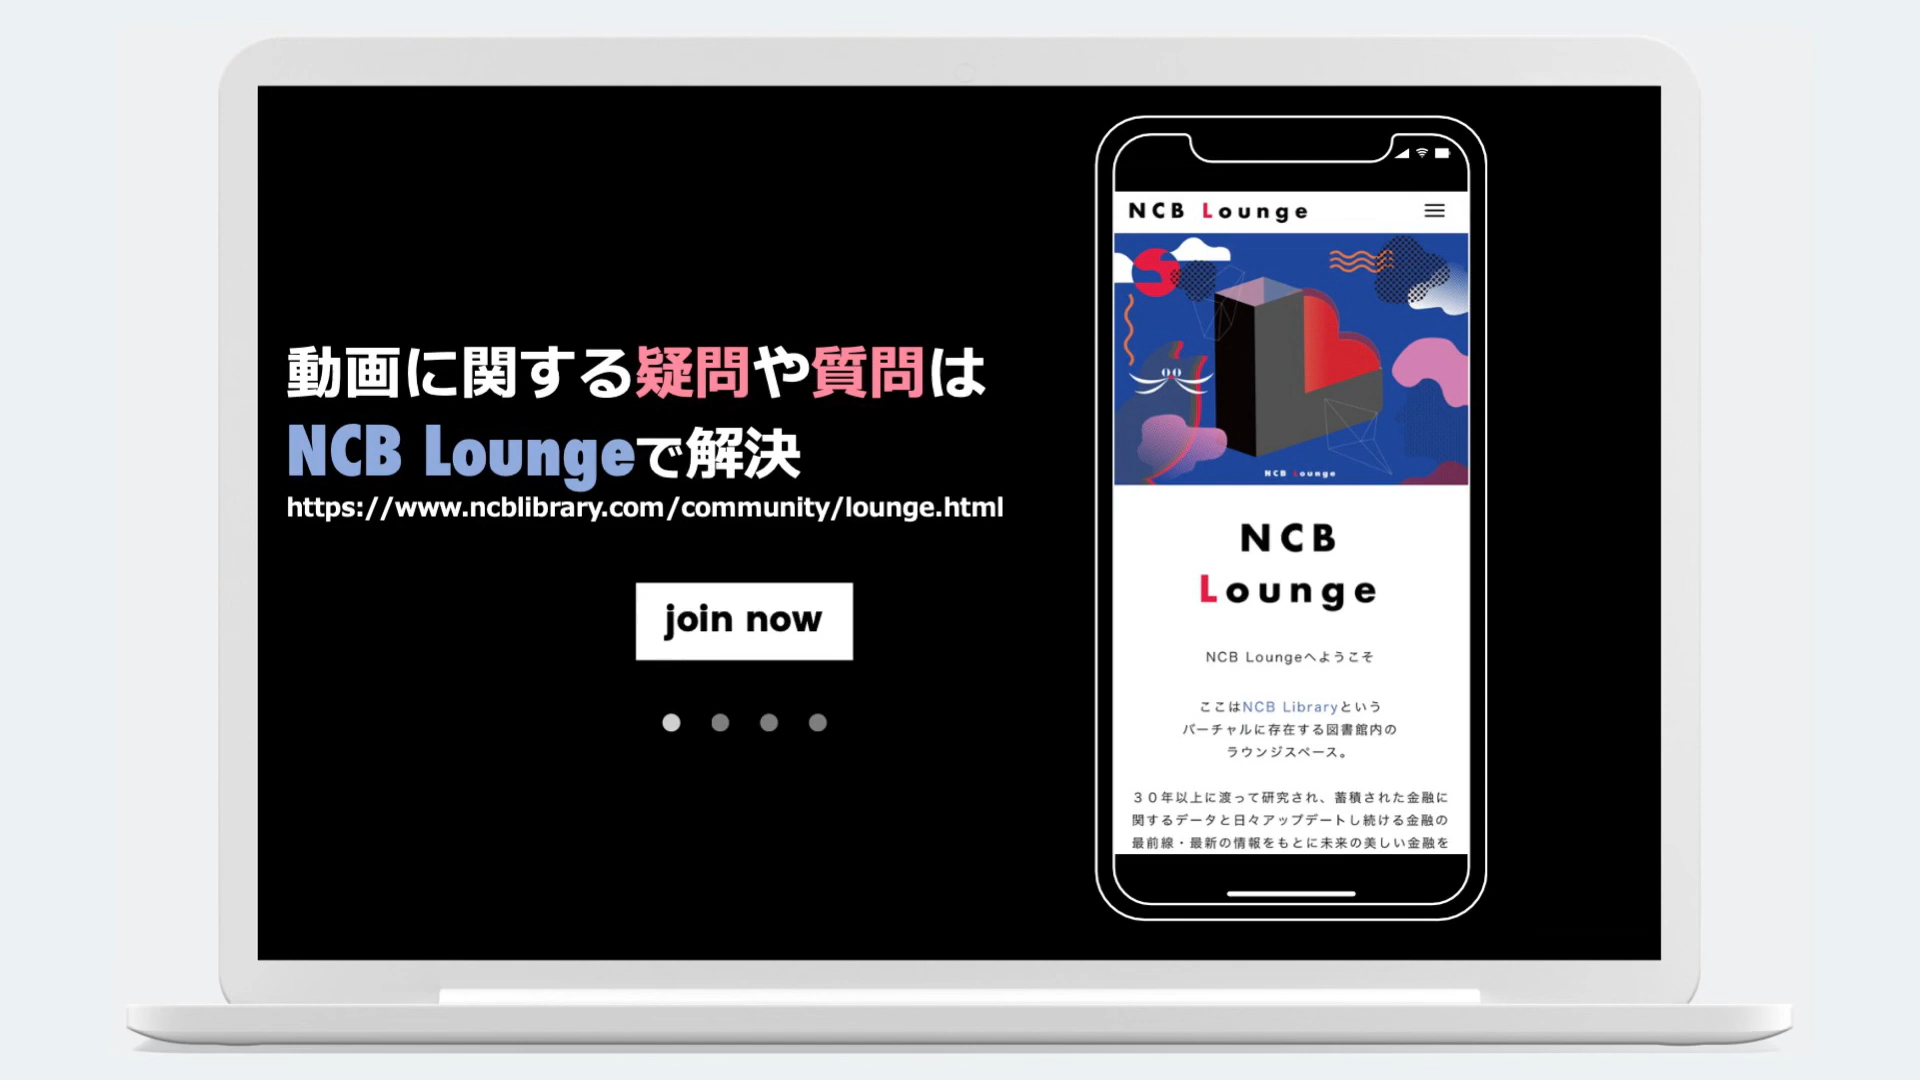 動画に関する疑問や質問は
NCB Loungeで解決
https://www.ncblibrary.com/community/lounge.html
join now
NCB Lounge
NCB Lounge
NCB
Lounge
NCB Loungeへようこそ
ここはNCB Libraryという
バーチャルに存在する図書館内の
ラウンジスペース。
３０年以上に渡って研究され、蓄積された金融に
関するデータと日々アップデートし続ける金融の
最前線・最新の情報をもとに未来の美しい金融を